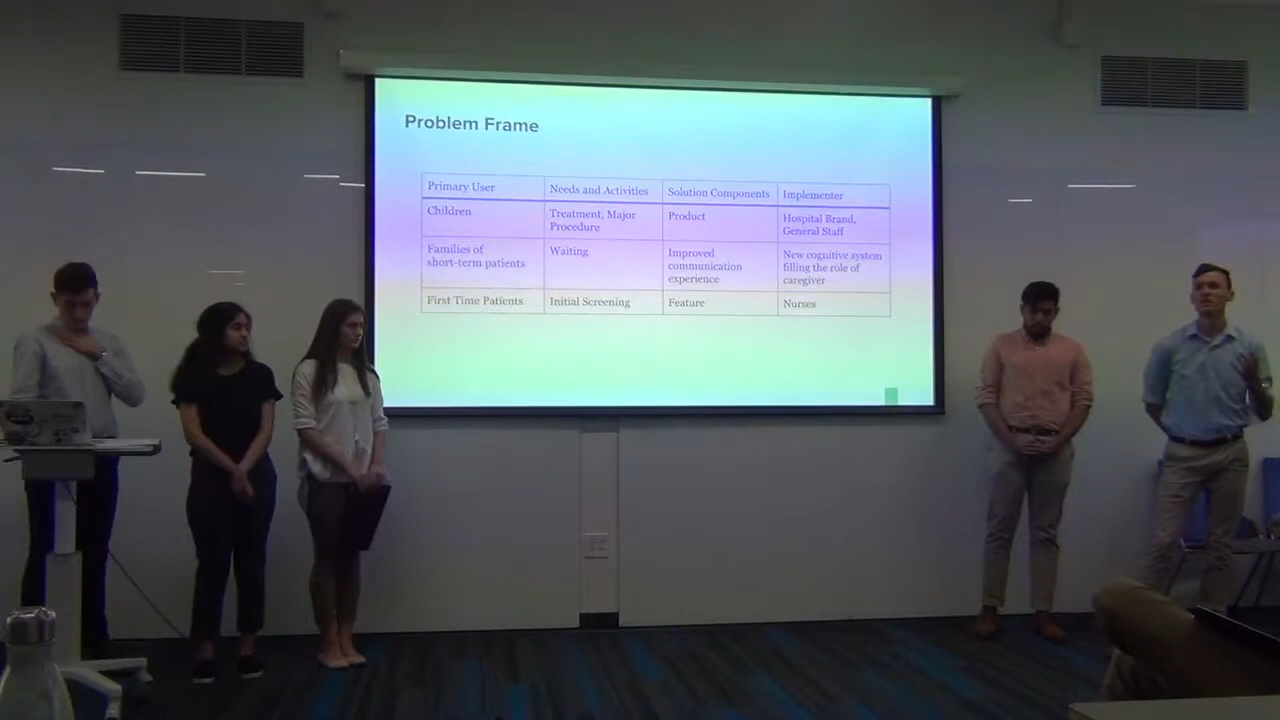 Problem Frame
Primary User Needs and Activities Solution Components Implementer
Children Treatment, Major Product Hospital Brand,
Procedure General Staff
Families of Waiting Improved New cognitive system
short-term patients communication filling the role of
experience caregiver
First Time Patients Initial Screening Feature Nurses